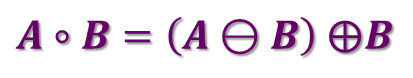 A ∘ B = (A ⊖ B) ⊕B